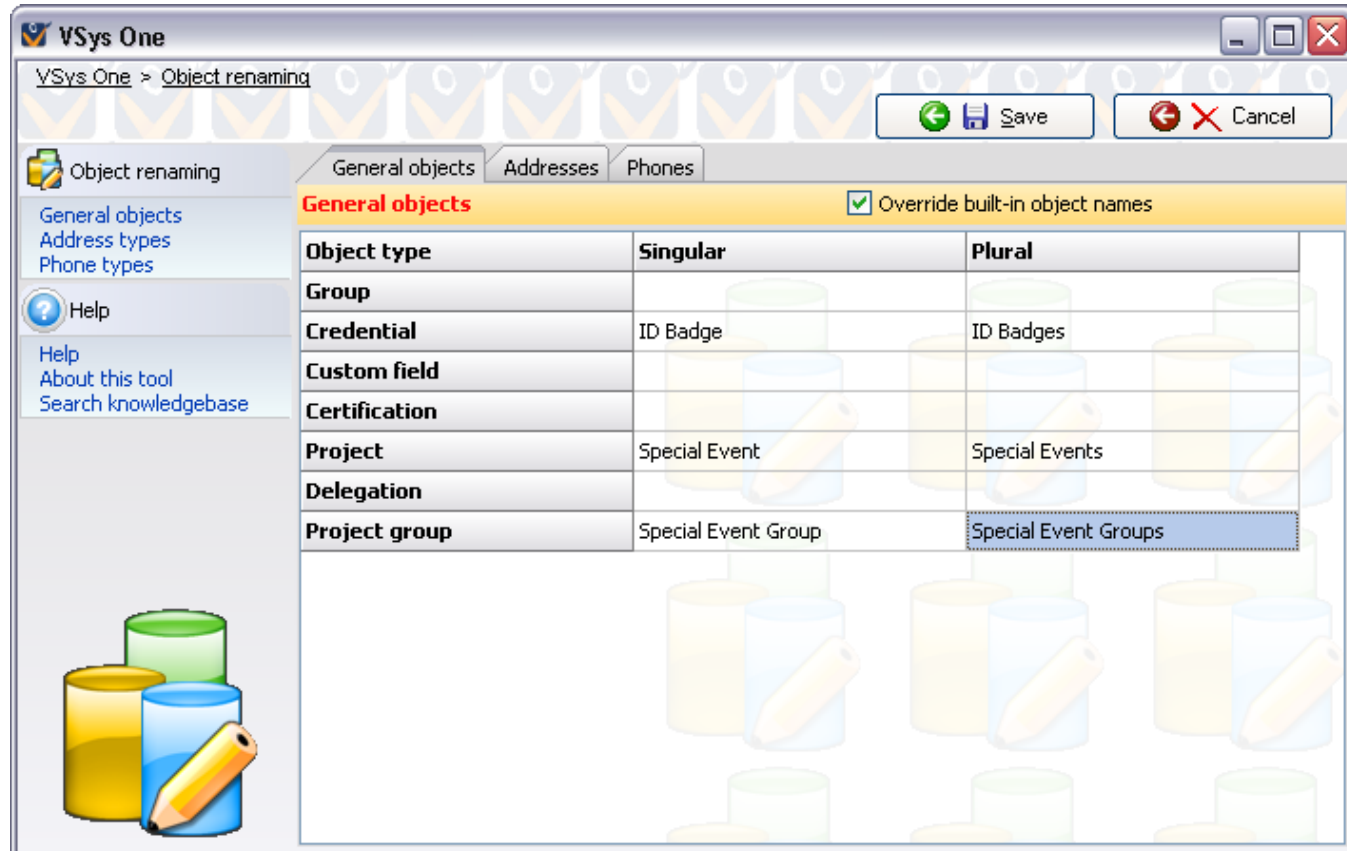 VSys One
VSys One > Object renaming
Save
Cancel
Object renaming
General objects
Address types
Phone types
Help
Help
About this tool
Search knowledgebase
General objects Addresses Phones
General objects Override built-in object names
Object type Singular Plural
Group
Credential ID Badge ID Badges
Custom field
Certification
Project Special Event Special Events
Delegation
Project group Special Event Group Special Event Groups